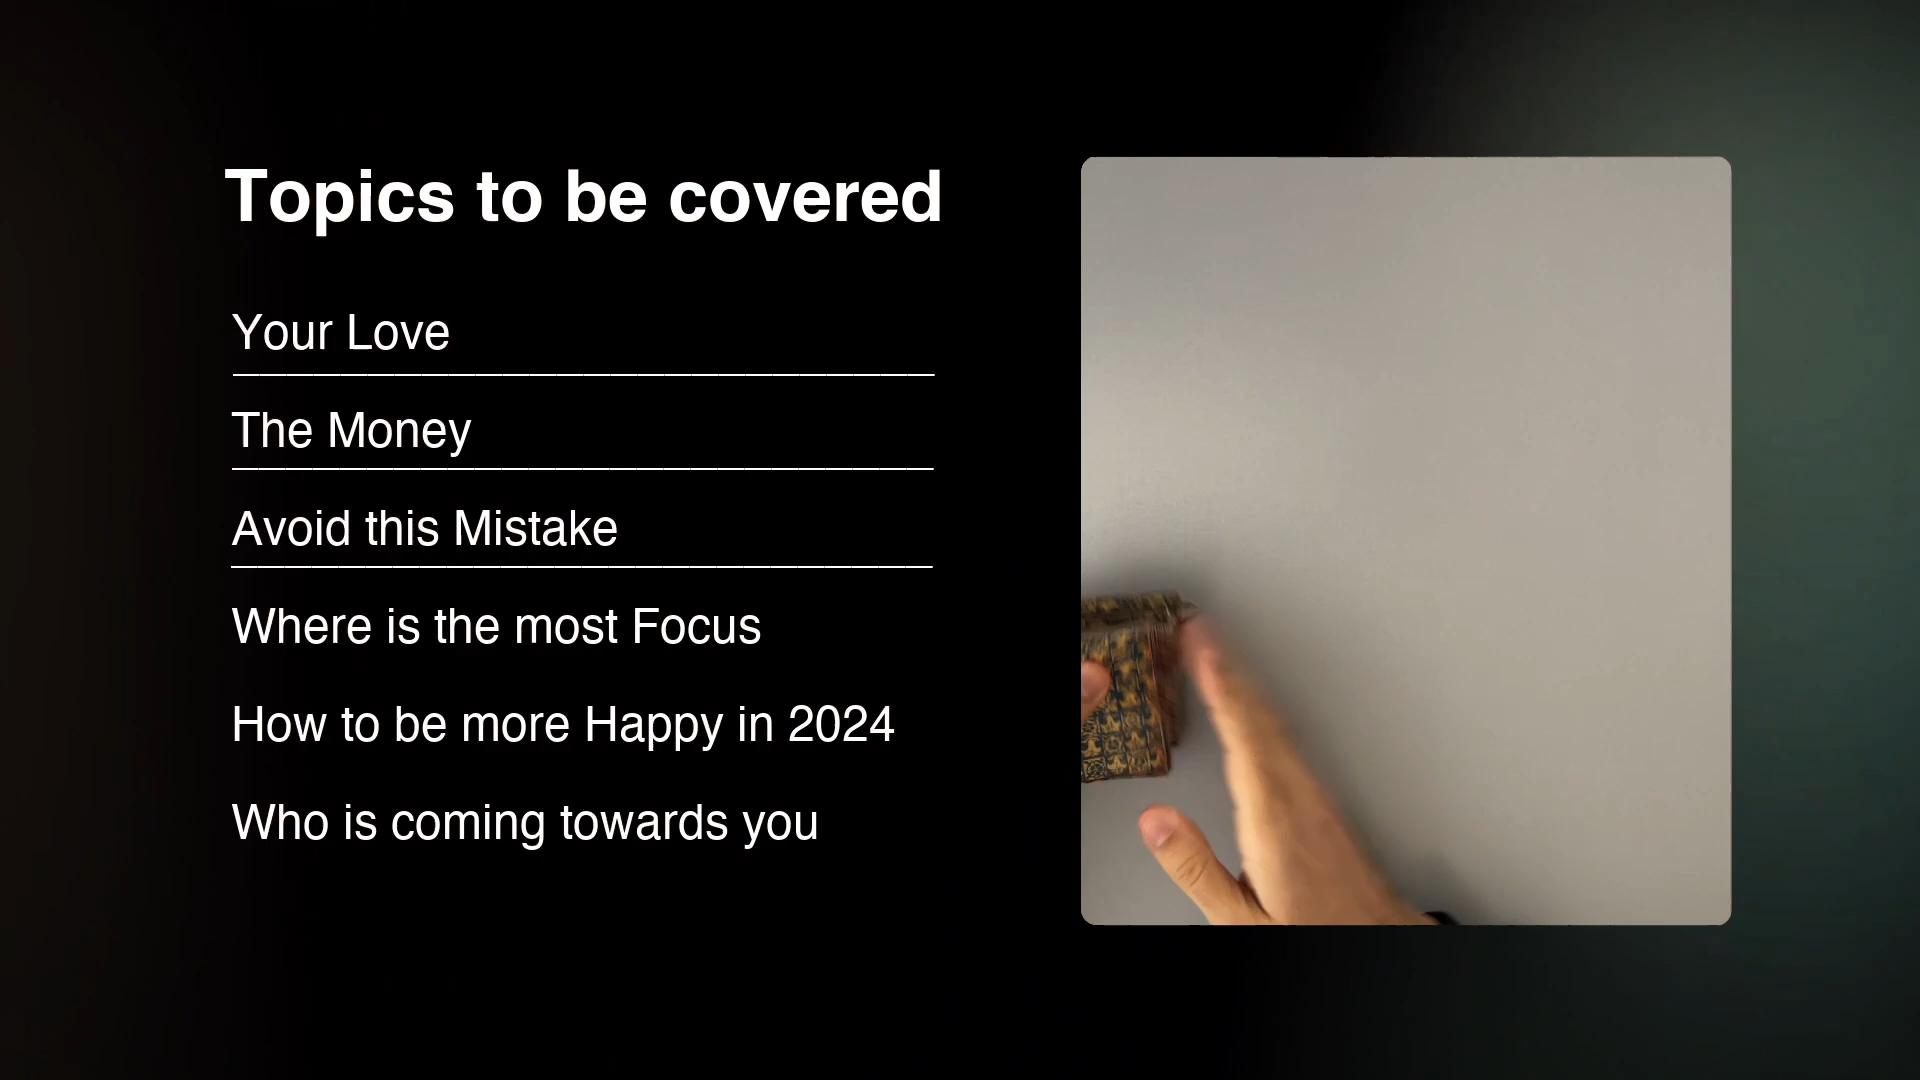 Topics to be covered
Your Love
The Money
Avoid this Mistake
Where is the most Focus
How to be more Happy in 2024
Who is coming towards you